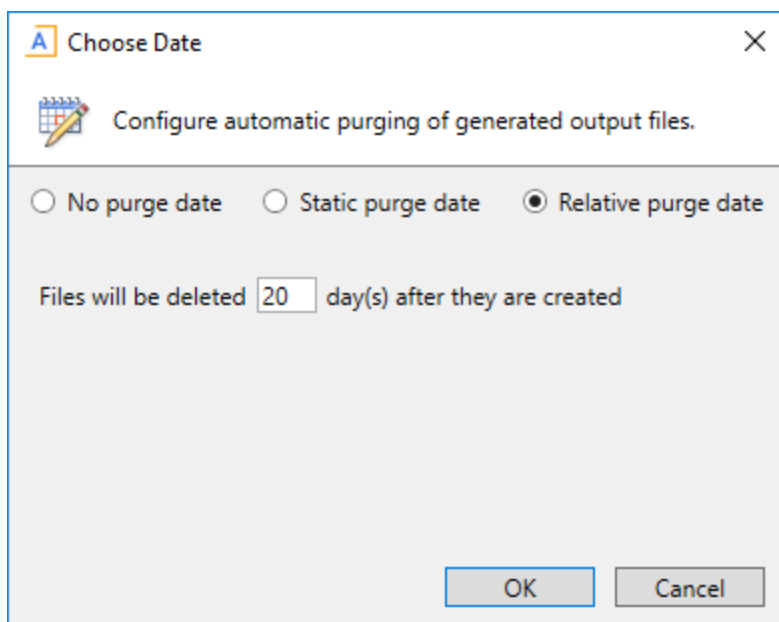 A Choose Date
Configure automatic purging of generated output files.
No purge date Static purge date Relative purge date
Files will be deleted 20 day(s) after they are created
OK Cancel